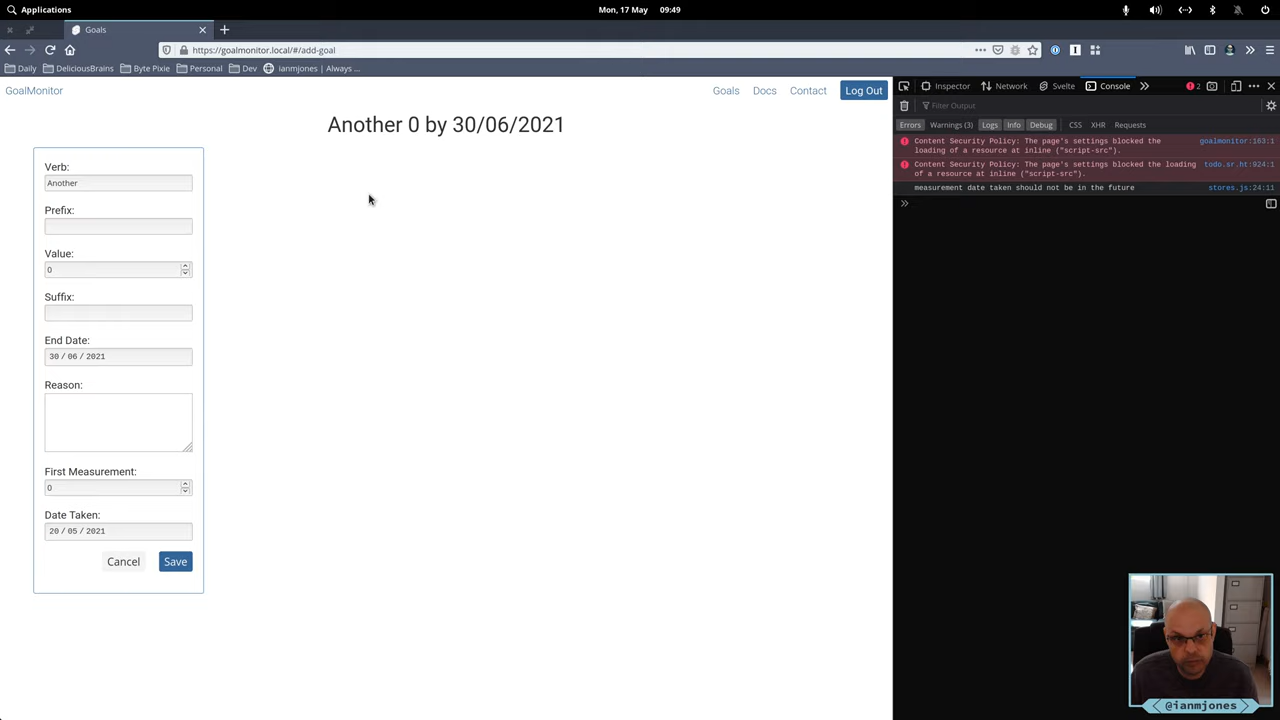 Applications
Mon, 17 May 09:49
Goals
https://goalmonitor.local/#/add-goal
Daily
DeliciousBrains
Byte Pixie
Personal
Dev
ianmjones | Always ...
GoalMonitor
Goals
Docs
Contact
Log Out
Another 0 by 30/06/2021
Verb:
Another
Prefix:
Value:
0
Suffix:
End Date:
30 / 06 / 2021
Reason:
First Measurement:
0
Date Taken:
20 / 05 / 2021
Cancel
Save
Inspector
Network
Svelte
Console
2
Filter Output
Errors
Warnings (3)
Logs
Info
Debug
CSS
XHR
Requests
Content Security Policy: The page's settings blocked the goalmonitor:163:1
loading of a resource at inline ("script-src").
Content Security Policy: The page's settings blocked the loading todo.sr.ht:924:1
of a resource at inline ("script-src").
measurement date taken should not be in the future stores.js:24:11
@ianmjones